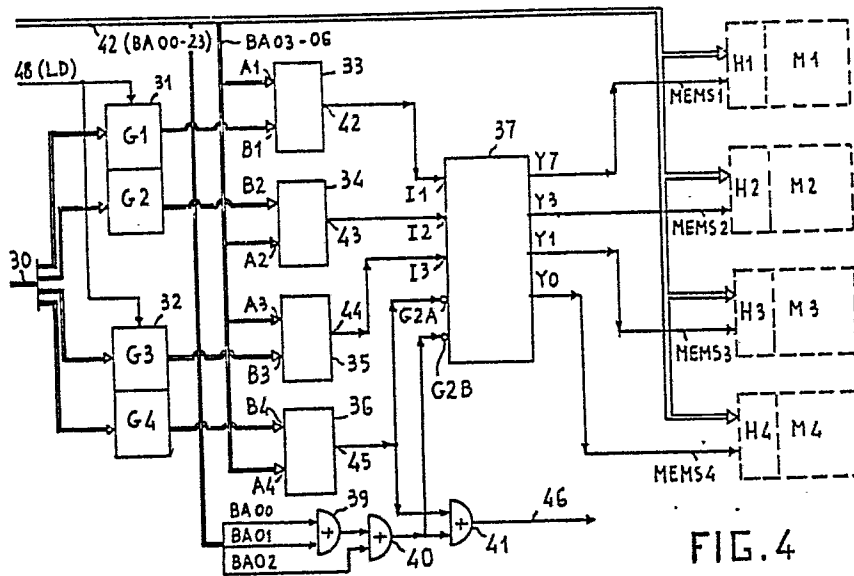 42 (BA00-23)
BA03-06
48 (LD)
31
G1
G2
30
32
G3
G4
A1
33
42
B1
B2
34
43
A2
A3
44
B3
35
B4
36
45
A4
37
I1
I2
I3
G2A
G2B
Y7
Y3
Y1
Y0
MEMS1
H1
M1
MEMS2
H2
M2
MEMS3
H3
M3
MEMS4
H4
M4
BA00
BA01
BA02
39
+
+
40
+
41
46
FIG. 4